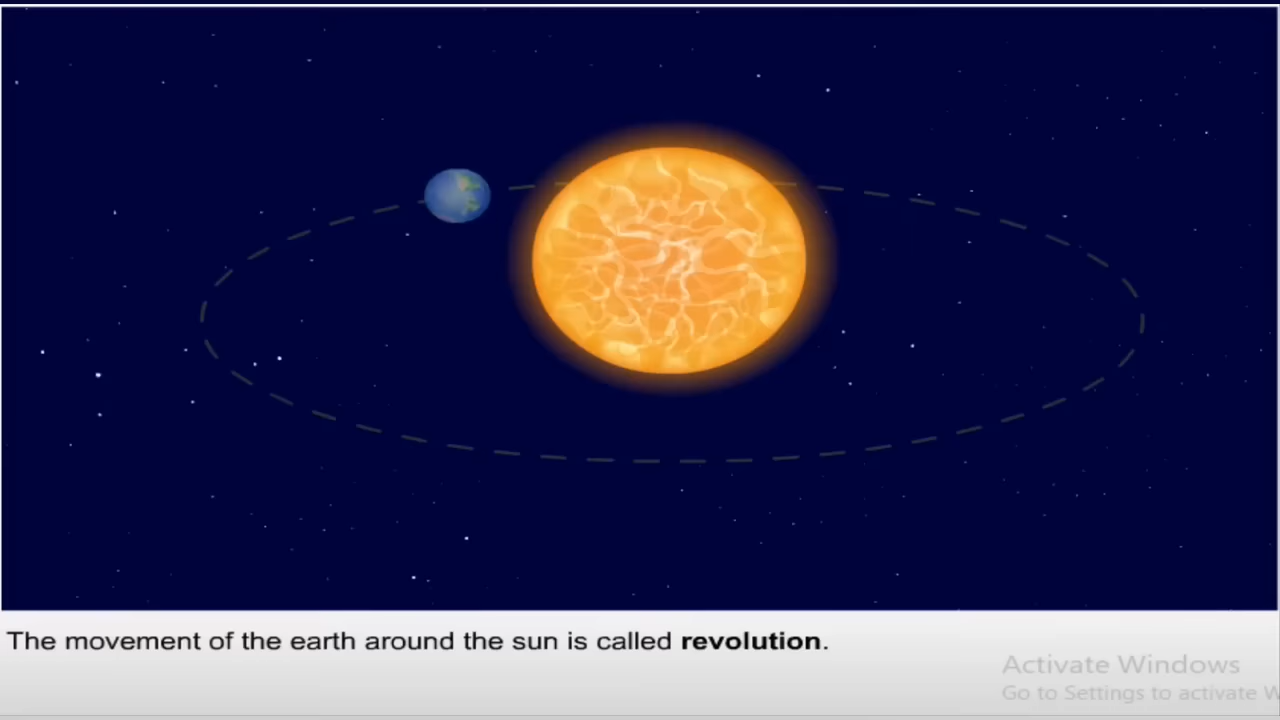 The movement of the earth around the sun is called revolution.
Activate Windows
Go to Settings to activate W